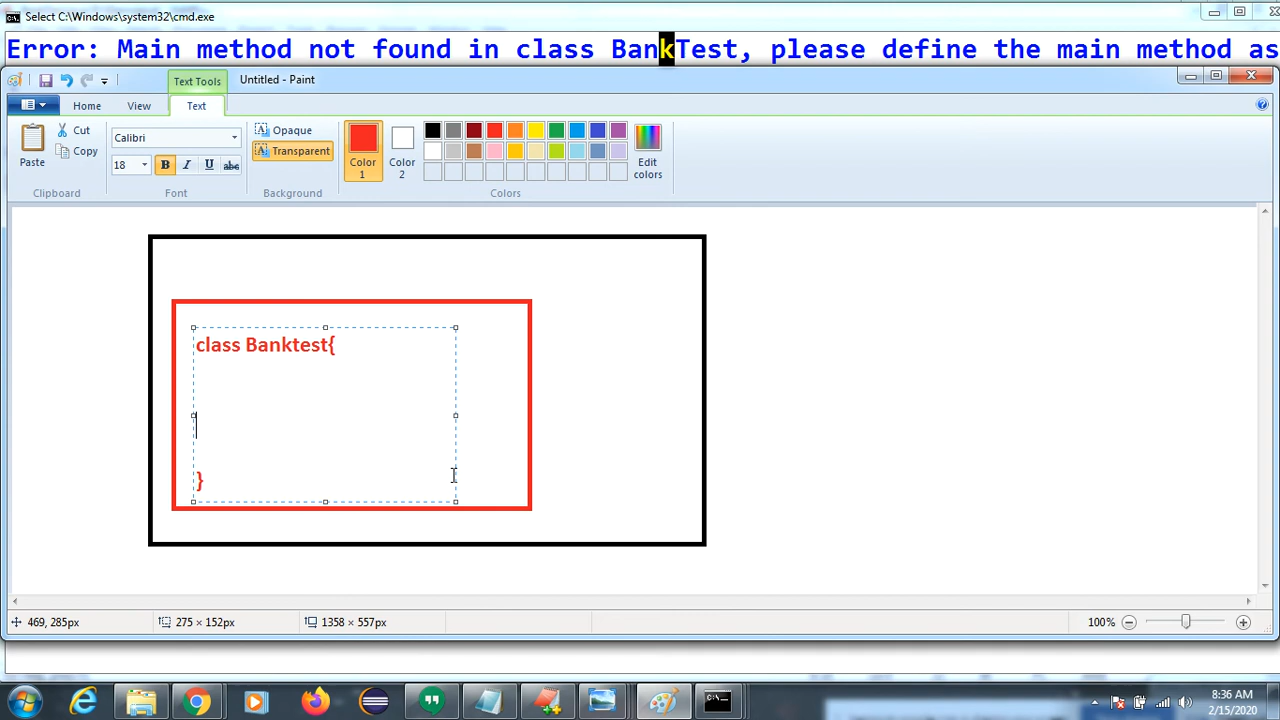 Select C:\Windows\system32\cmd.exe
Error: Main method not found in class BankTest, please define the main method as
Text Tools
Untitled - Paint
Home
View
Text
Paste
Cut
Copy
Clipboard
Calibri
18
B
I
U
abc
Font
Opaque
Transparent
Background
Color
1
Color
2
Edit
colors
Colors
class Banktest{
}
469, 285px
275 × 152px
1358 × 557px
100%
8:36 AM
2/15/2020